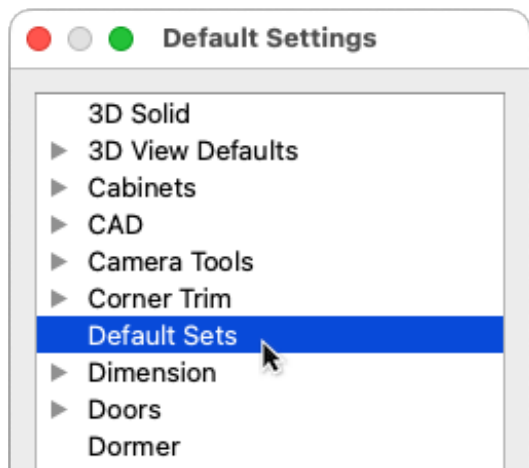 Default Settings
3D Solid
3D View Defaults
Cabinets
CAD
Camera Tools
Corner Trim
Default Sets
Dimension
Doors
Dormer